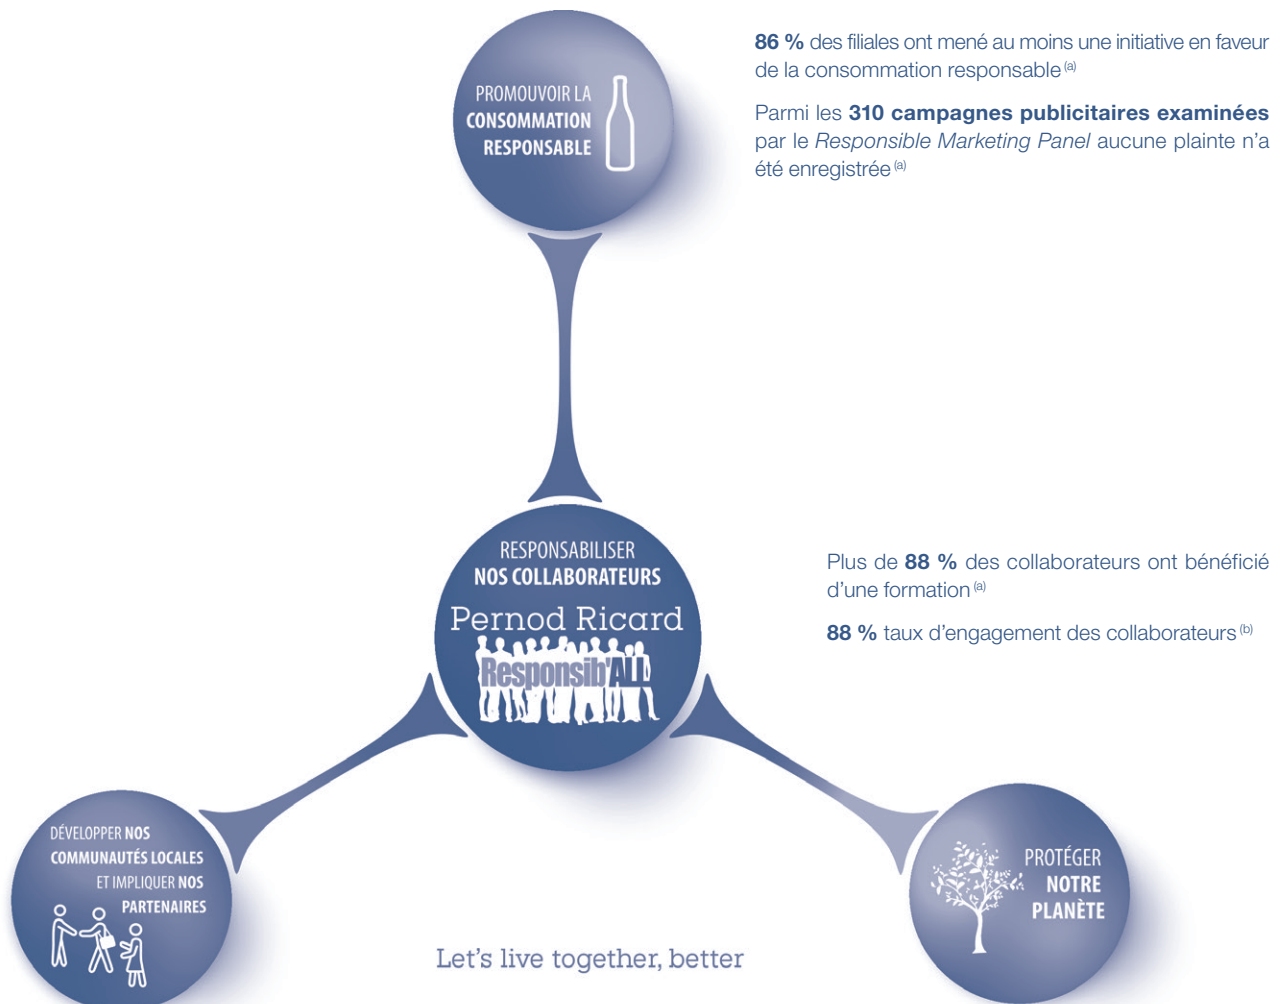 PROMOUVOIR LA
CONSOMMATION
RESPONSABLE
86 % des filiales ont mené au moins une initiative en faveur
de la consommation responsable (a)
Parmi les 310 campagnes publicitaires examinées
par le Responsible Marketing Panel aucune plainte n'a
été enregistrée (a)
RESPONSABILISER
NOS COLLABORATEURS
Pernod Ricard
Responsib'ALL
Plus de 88 % des collaborateurs ont bénéficié
d'une formation (a)
88 % taux d'engagement des collaborateurs (b)
DÉVELOPPER NOS
COMMUNAUTÉS LOCALES
ET IMPLIQUER NOS
PARTENAIRES
PROTÉGER
NOTRE
PLANÈTE
Let's live together, better